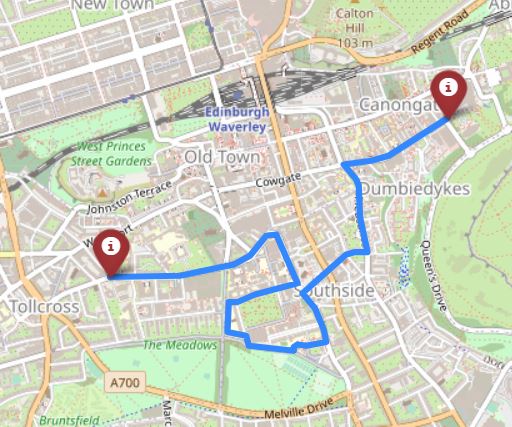 New Town
Calton
Hill
103 m
Regent Road
Ab
Canongat
Edinburgh
Waverley
West Princes
Street Gardens
Old Town
Cowgate
Dumbiedykes
Johnston Terrace
W
port
Queen's Drive
Tollcross
Southside
The Meadows
A700
Melville Drive
Bruntsfield
Marc